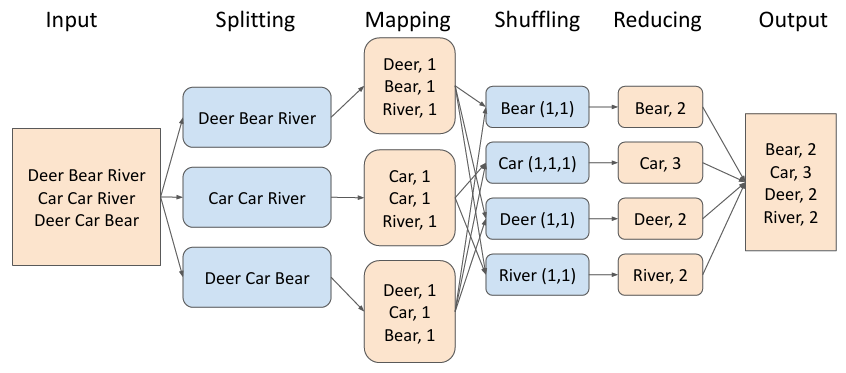 Input
Splitting
Mapping
Shuffling
Reducing
Output
Deer Bear River
Car Car River
Deer Car Bear
Deer Bear River
Car Car River
Deer Car Bear
Deer, 1
Bear, 1
River, 1
Car, 1
Car, 1
River, 1
Deer, 1
Car, 1
Bear, 1
Bear (1,1)
Car (1,1,1)
Deer (1,1)
River (1,1)
Bear, 2
Car, 3
Deer, 2
River, 2
Bear, 2
Car, 3
Deer, 2
River, 2